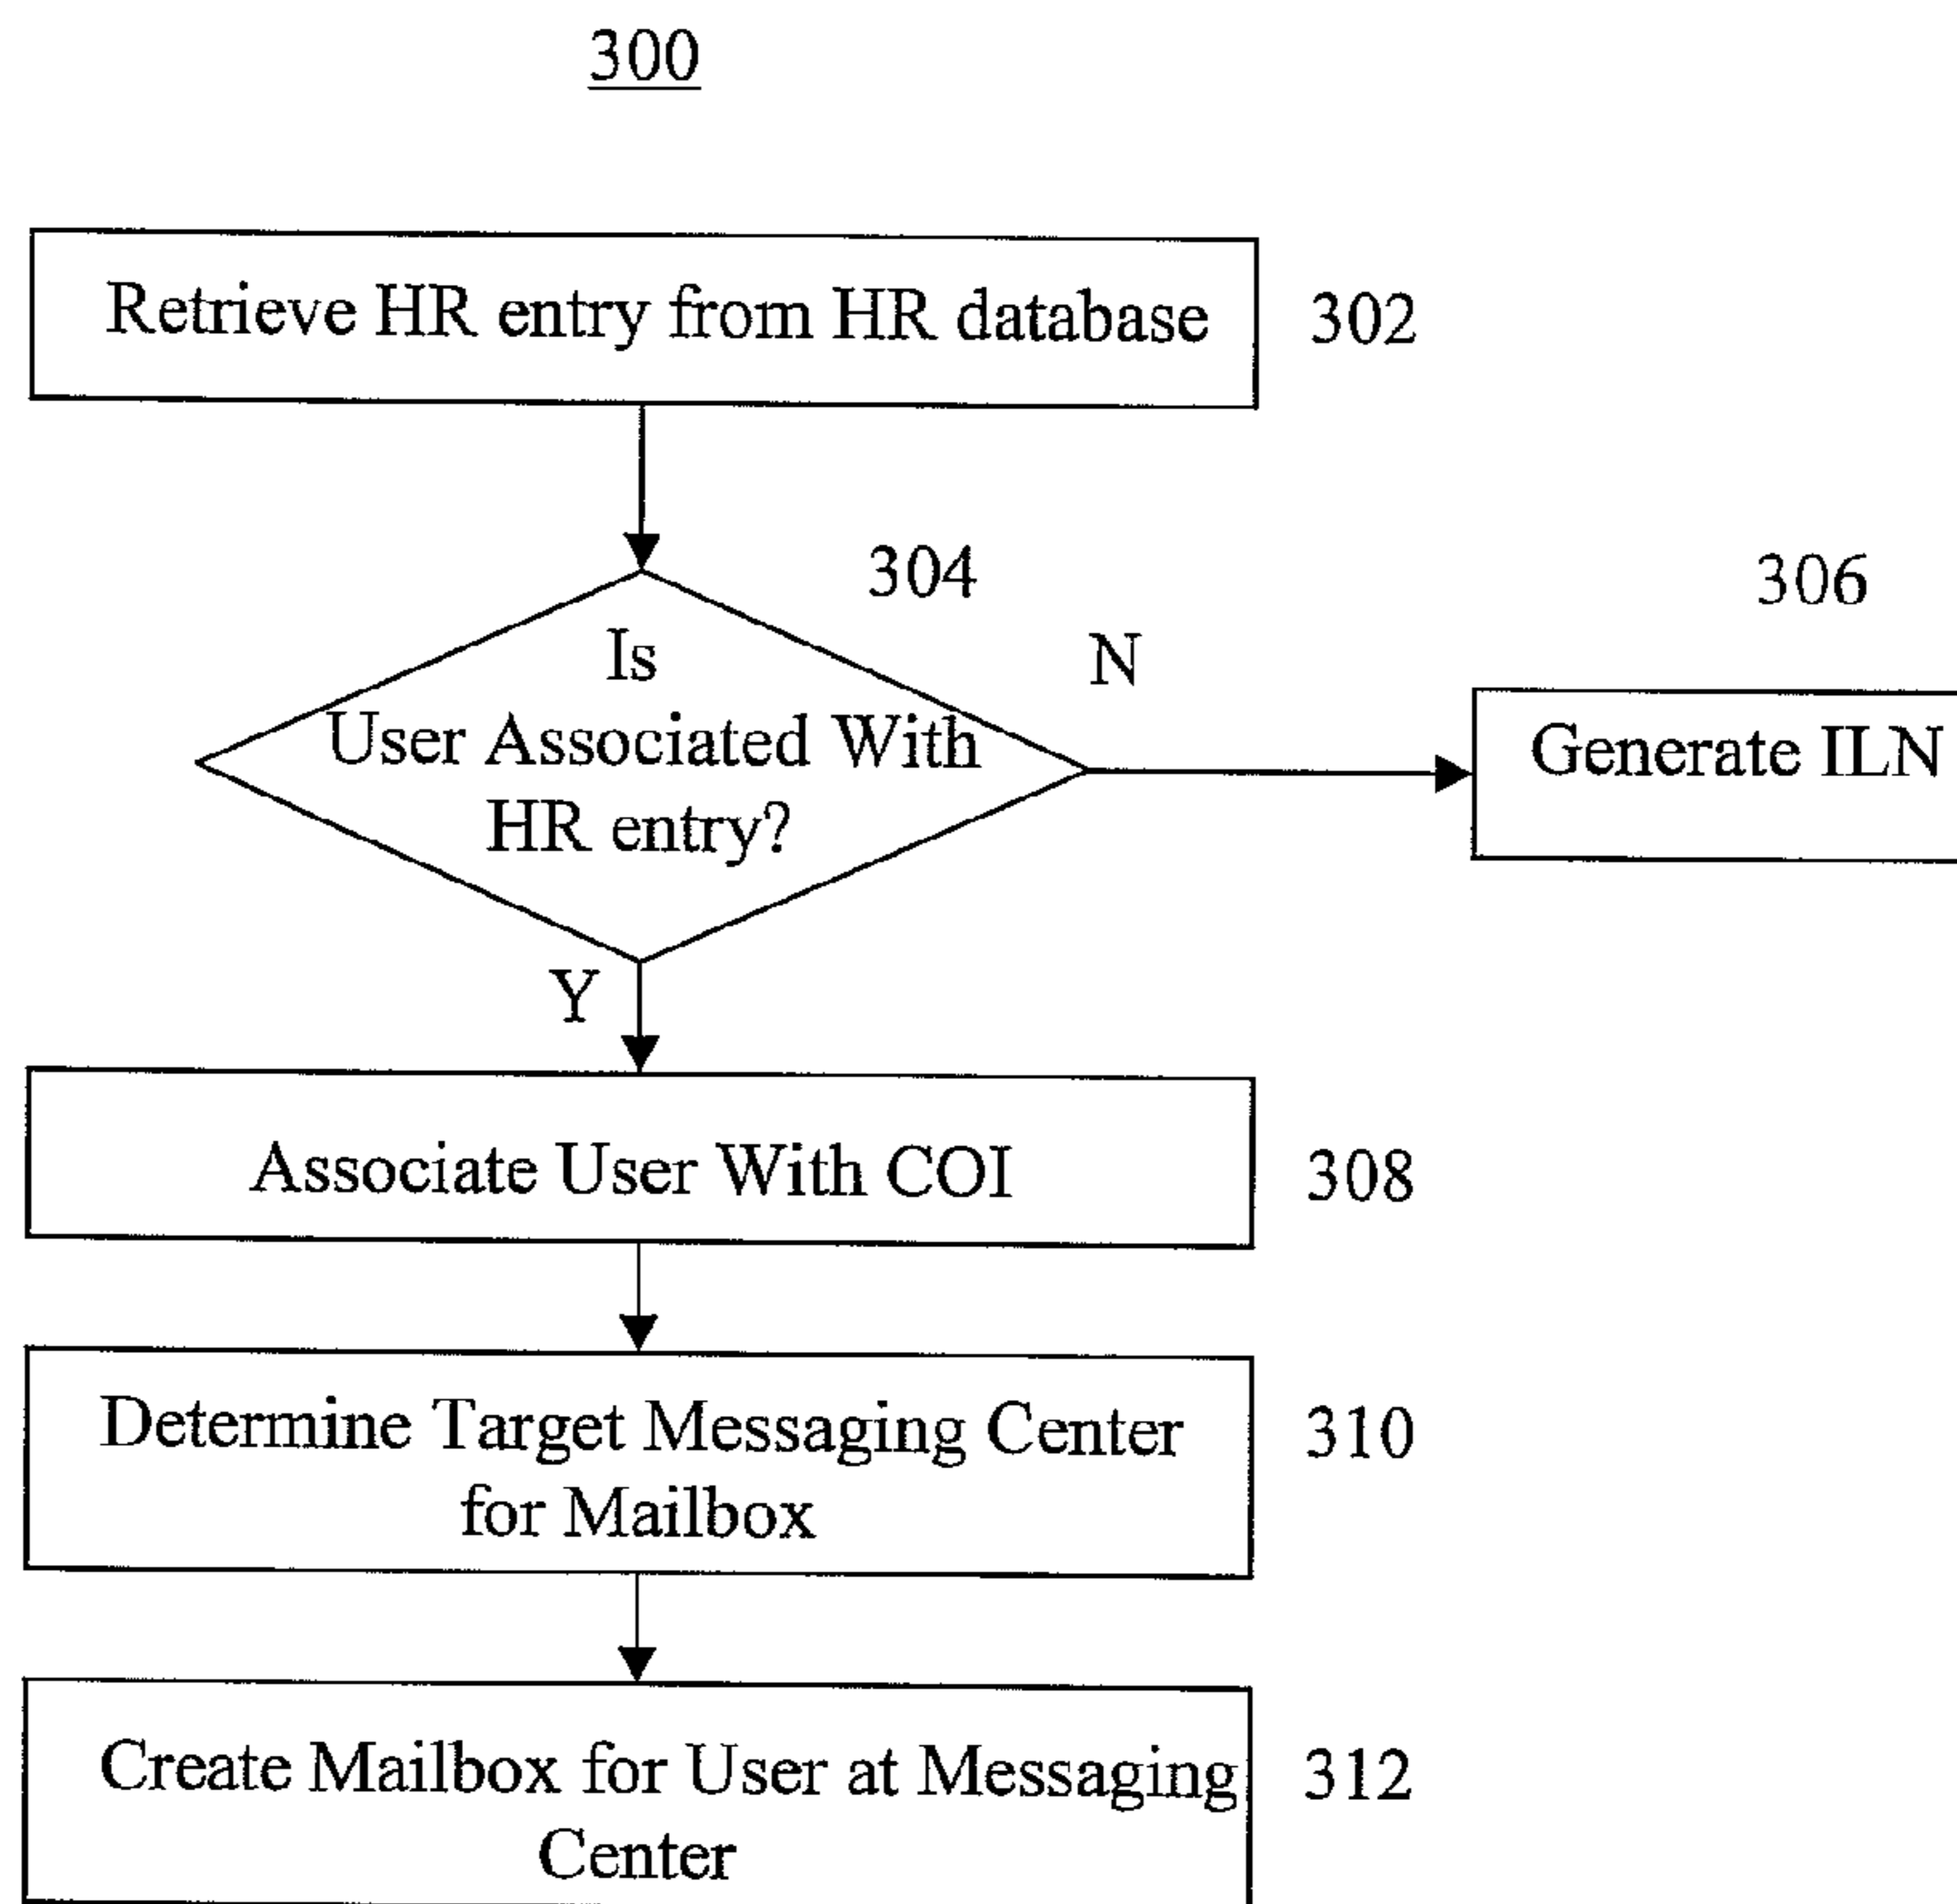 300
Retrieve HR entry from HR database
302
304
306
Is
User Associated With
HR entry?
N
Generate ILN
Y
Associate User With COI
308
Determine Target Messaging Center
for Mailbox
310
Create Mailbox for User at Messaging
Center
312